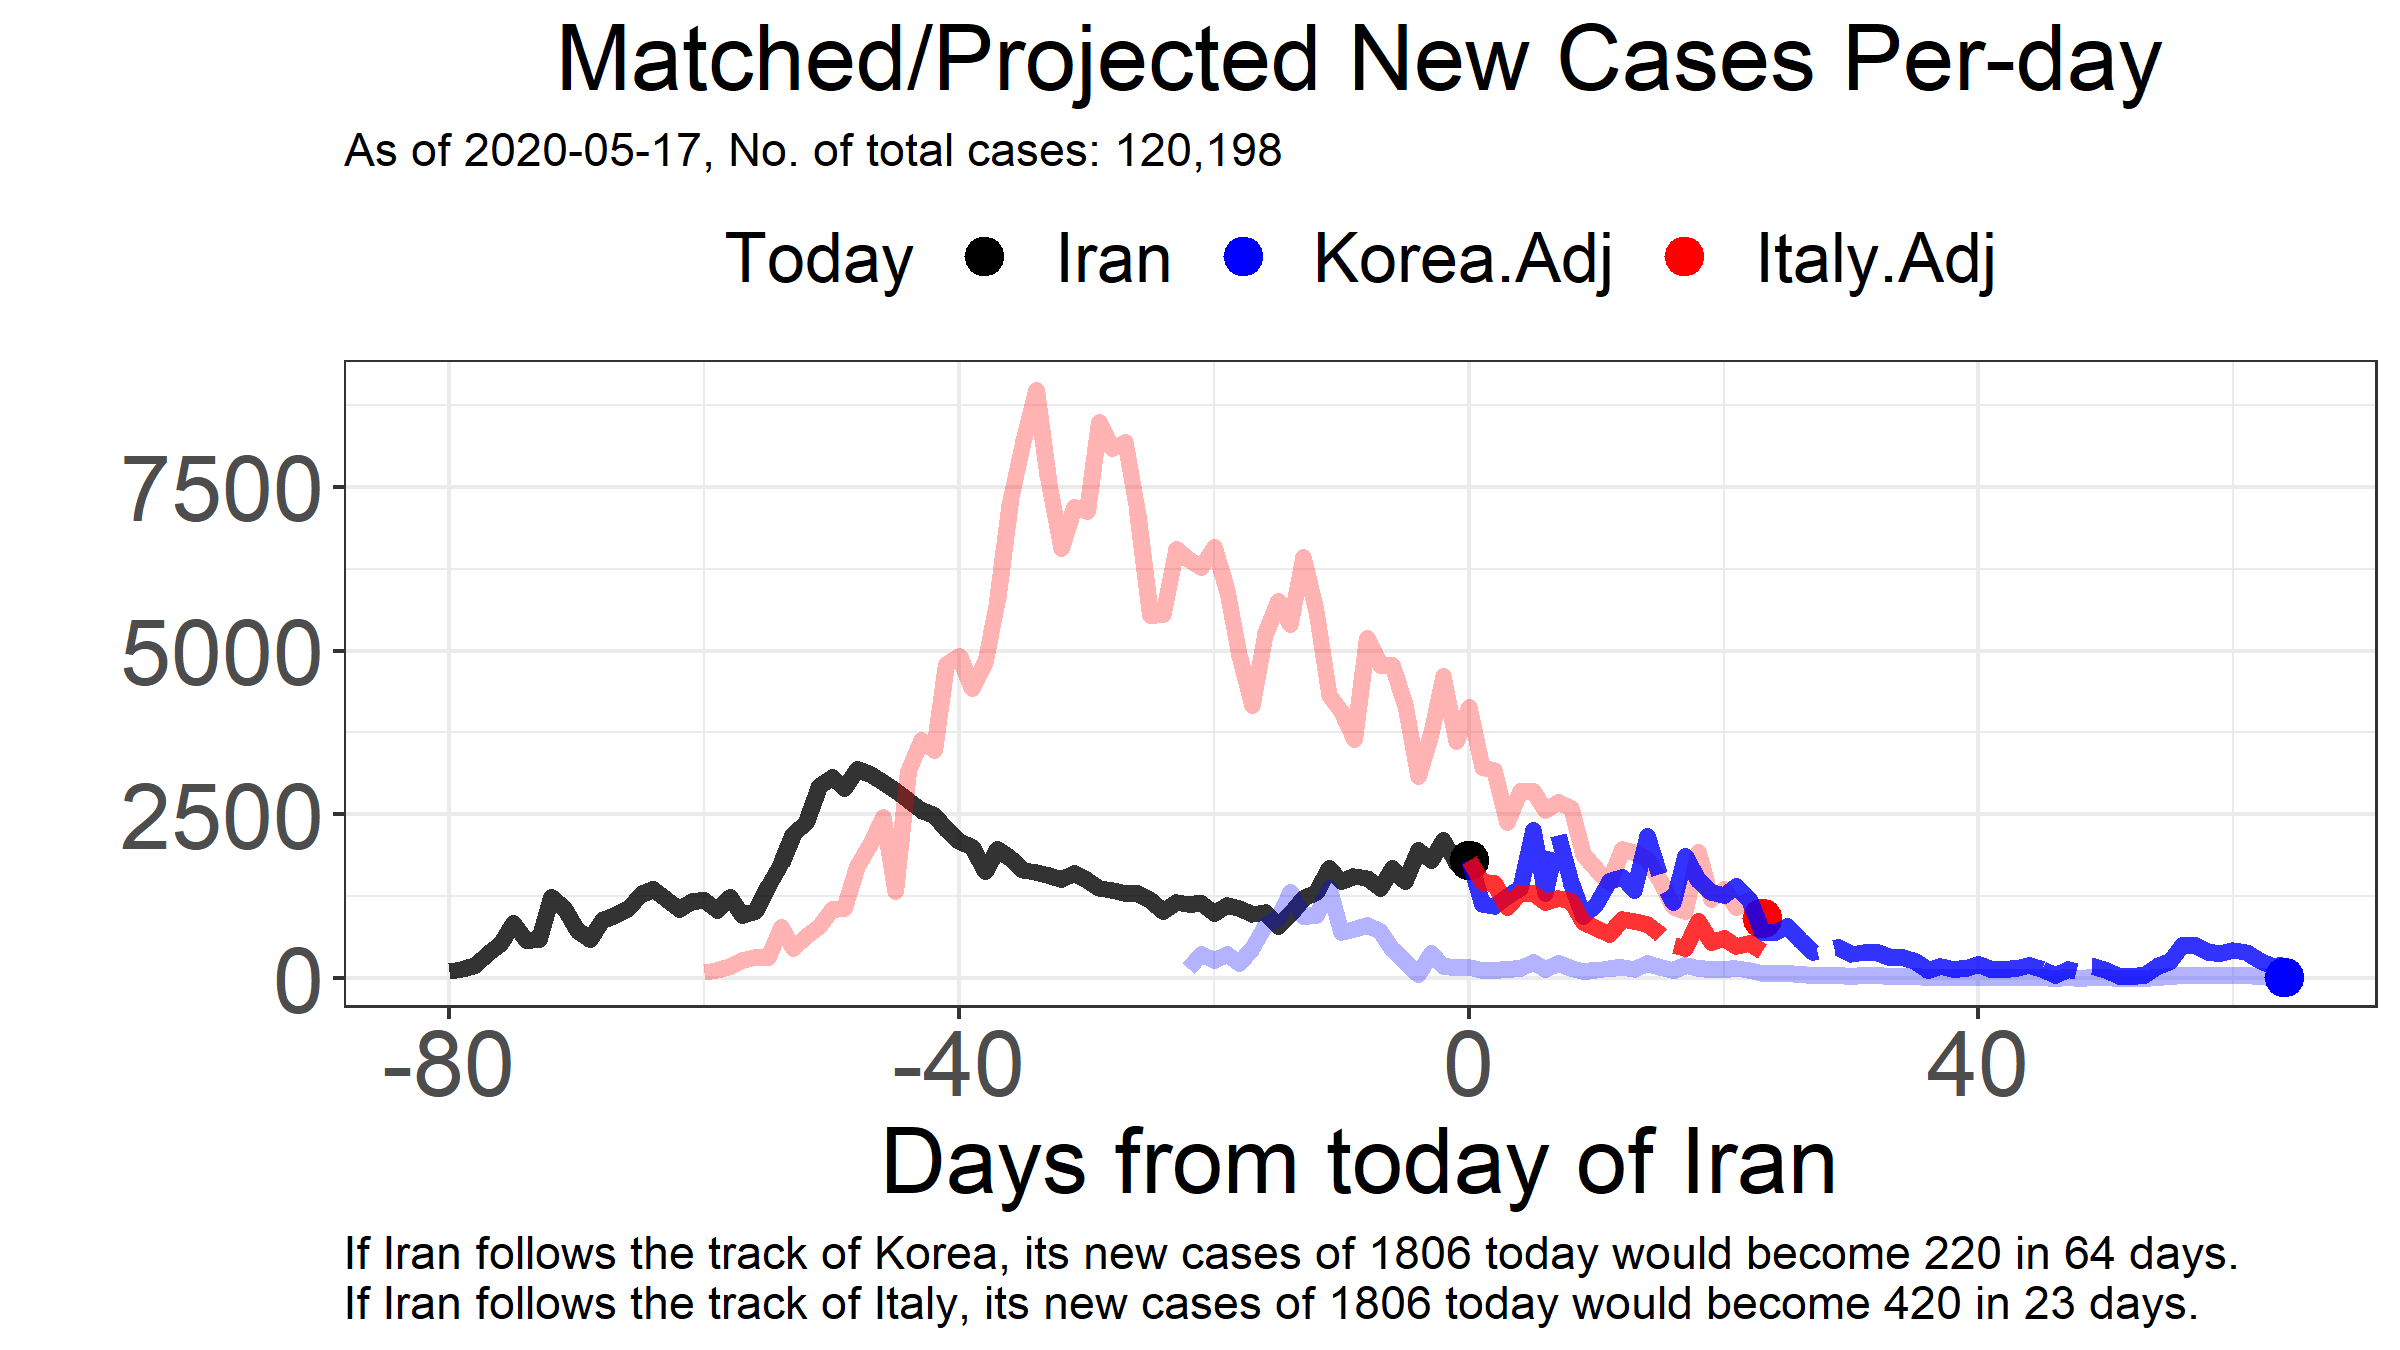 Matched/Projected New Cases Per-day
As of 2020-05-17, No. of total cases: 120,198
Today Iran Korea.Adj Italy.Adj
7500
5000
2500
0
-80 -40 0 40
Days from today of Iran
If Iran follows the track of Korea, its new cases of 1806 today would become 220 in 64 days.
If Iran follows the track of Italy, its new cases of 1806 today would become 420 in 23 days.